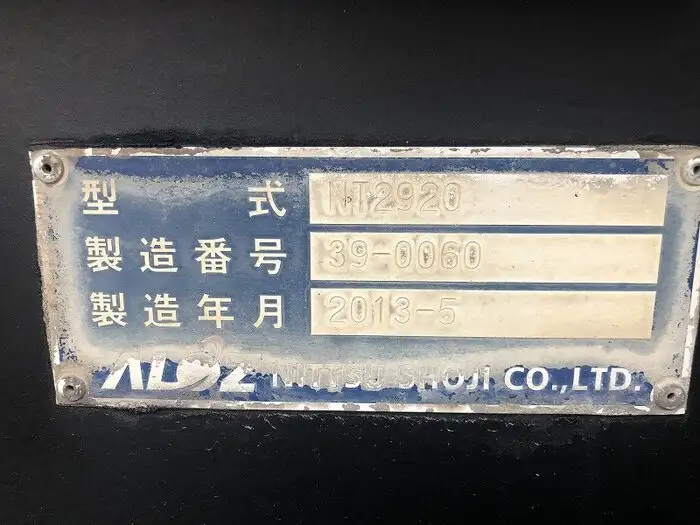 型 式 NT2920
製造番号 39-0060
製造年月 2013-5
NITTSU SHOJI CO.,LTD.